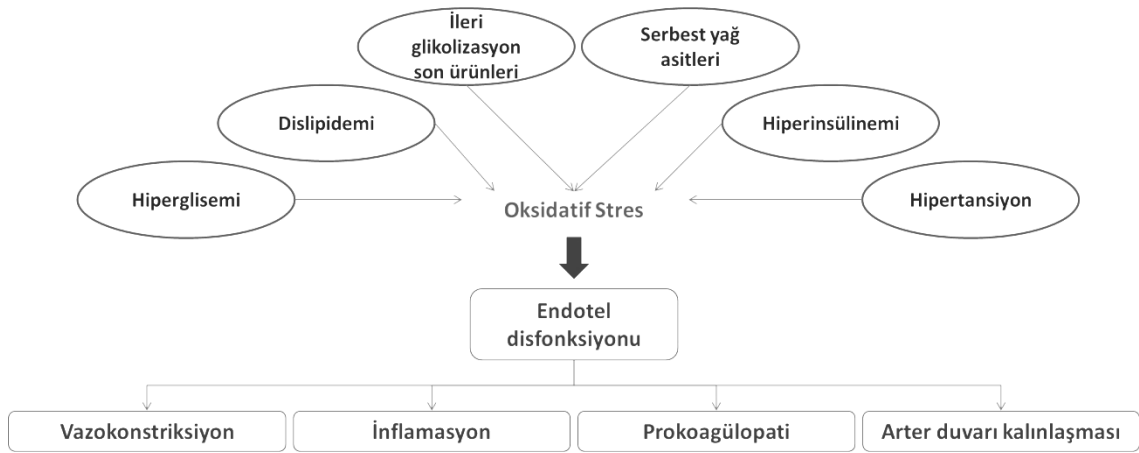 İleri
glikolizasyon
son ürünleri
Serbest yağ
asitleri
Dislipidemi
Hiperinsülinemi
Hiperglisemi
Oksidatif Stres
Hipertansiyon
Endotel
disfonksiyonu
Vazokonstriksiyon
İnflamasyon
Prokoagülopati
Arter duvarı kalınlaşması